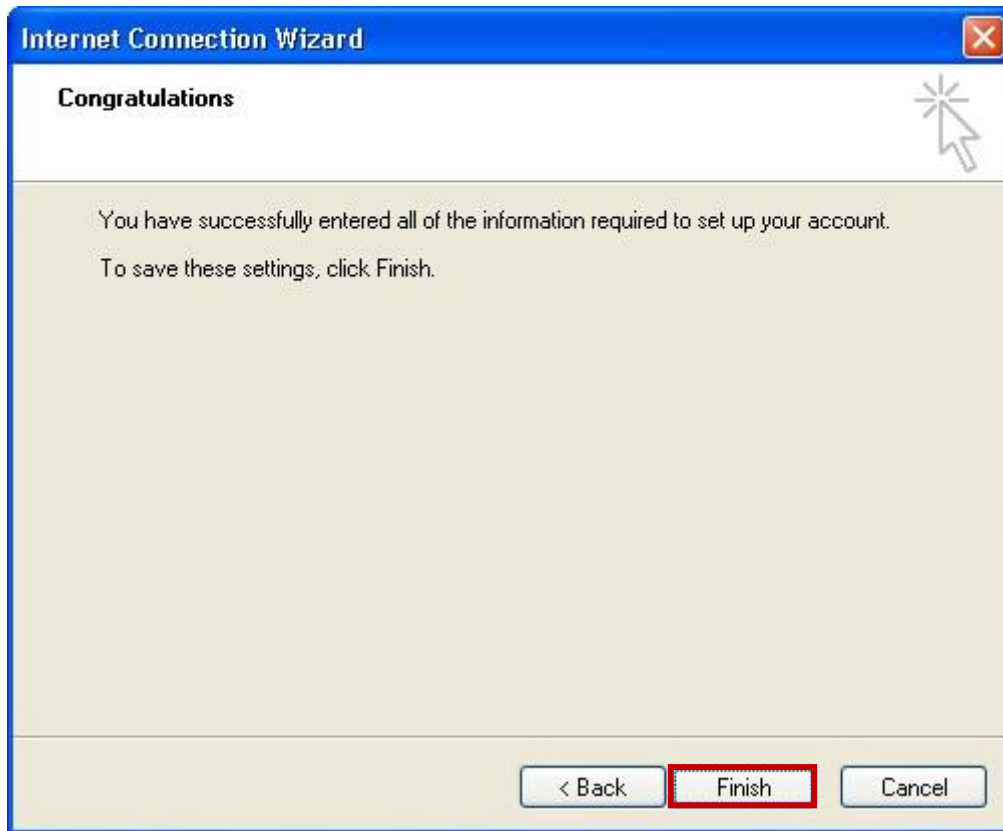 Internet Connection Wizard
Congratulations
You have successfully entered all of the information required to set up your account.
To save these settings, click Finish.
< Back Finish Cancel